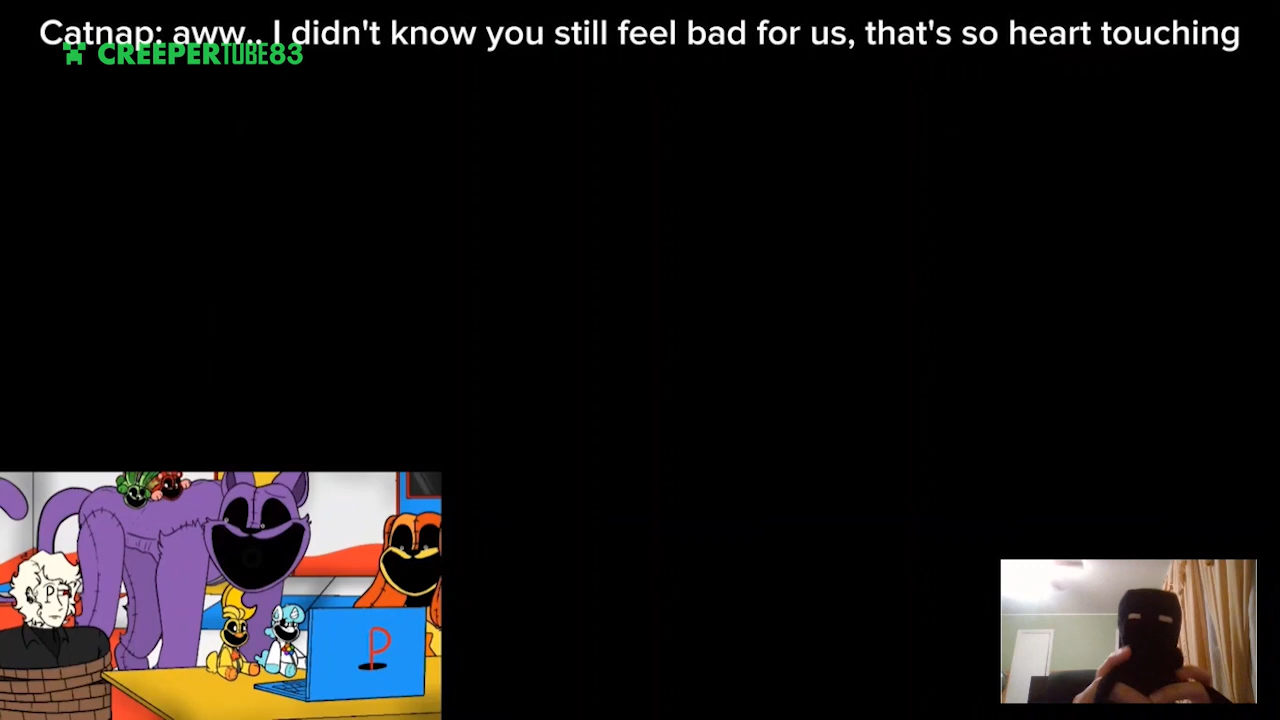 Catnap: aww.. I didn't know you still feel bad for us, that's so heart touching
CREEPERTUBE83
P
P